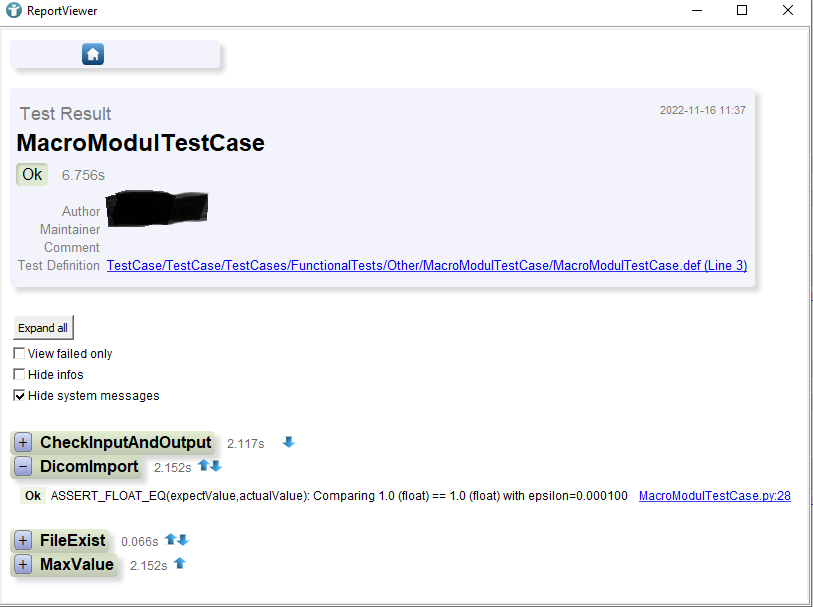 ReportViewer
Test Result
2022-11-16 11:37
MacroModulTestCase
Ok 6.756s
Author
Maintainer
Comment
Test Definition TestCase/TestCase/TestCases/FunctionalTests/Other/MacroModulTestCase/MacroModulTestCase.def (Line 3)
Expand all
View failed only
Hide infos
Hide system messages
CheckInputAndOutput 2.117s
DicomImport 2.152s
Ok ASSERT_FLOAT_EQ(expectValue,actualValue): Comparing 1.0 (float) == 1.0 (float) with epsilon=0.000100 MacroModulTestCase.py:28
FileExist 0.066s
MaxValue 2.152s